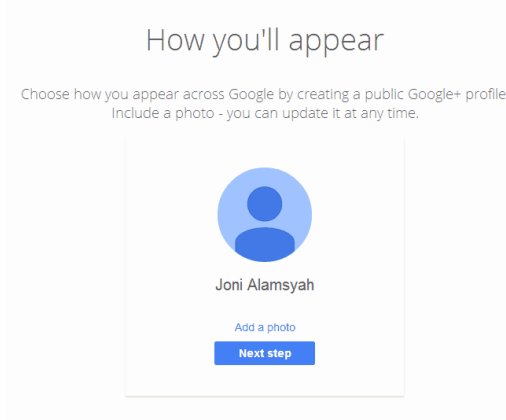 How you'll appear
Choose how you appear across Google by creating a public Google+ profile
Include a photo - you can update it at any time.
Joni Alamsyah
Add a photo
Next step